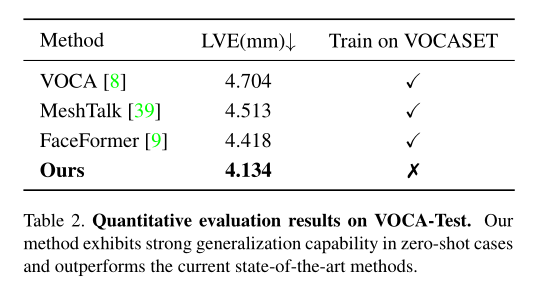 Method LVE(mm)↓ Train on VOCASET
VOCA [8] 4.704 ✓
MeshTalk [39] 4.513 ✓
FaceFormer [9] 4.418 ✓
Ours 4.134 ✗
Table 2. Quantitative evaluation results on VOCA-Test. Our
method exhibits strong generalization capability in zero-shot cases
and outperforms the current state-of-the-art methods.